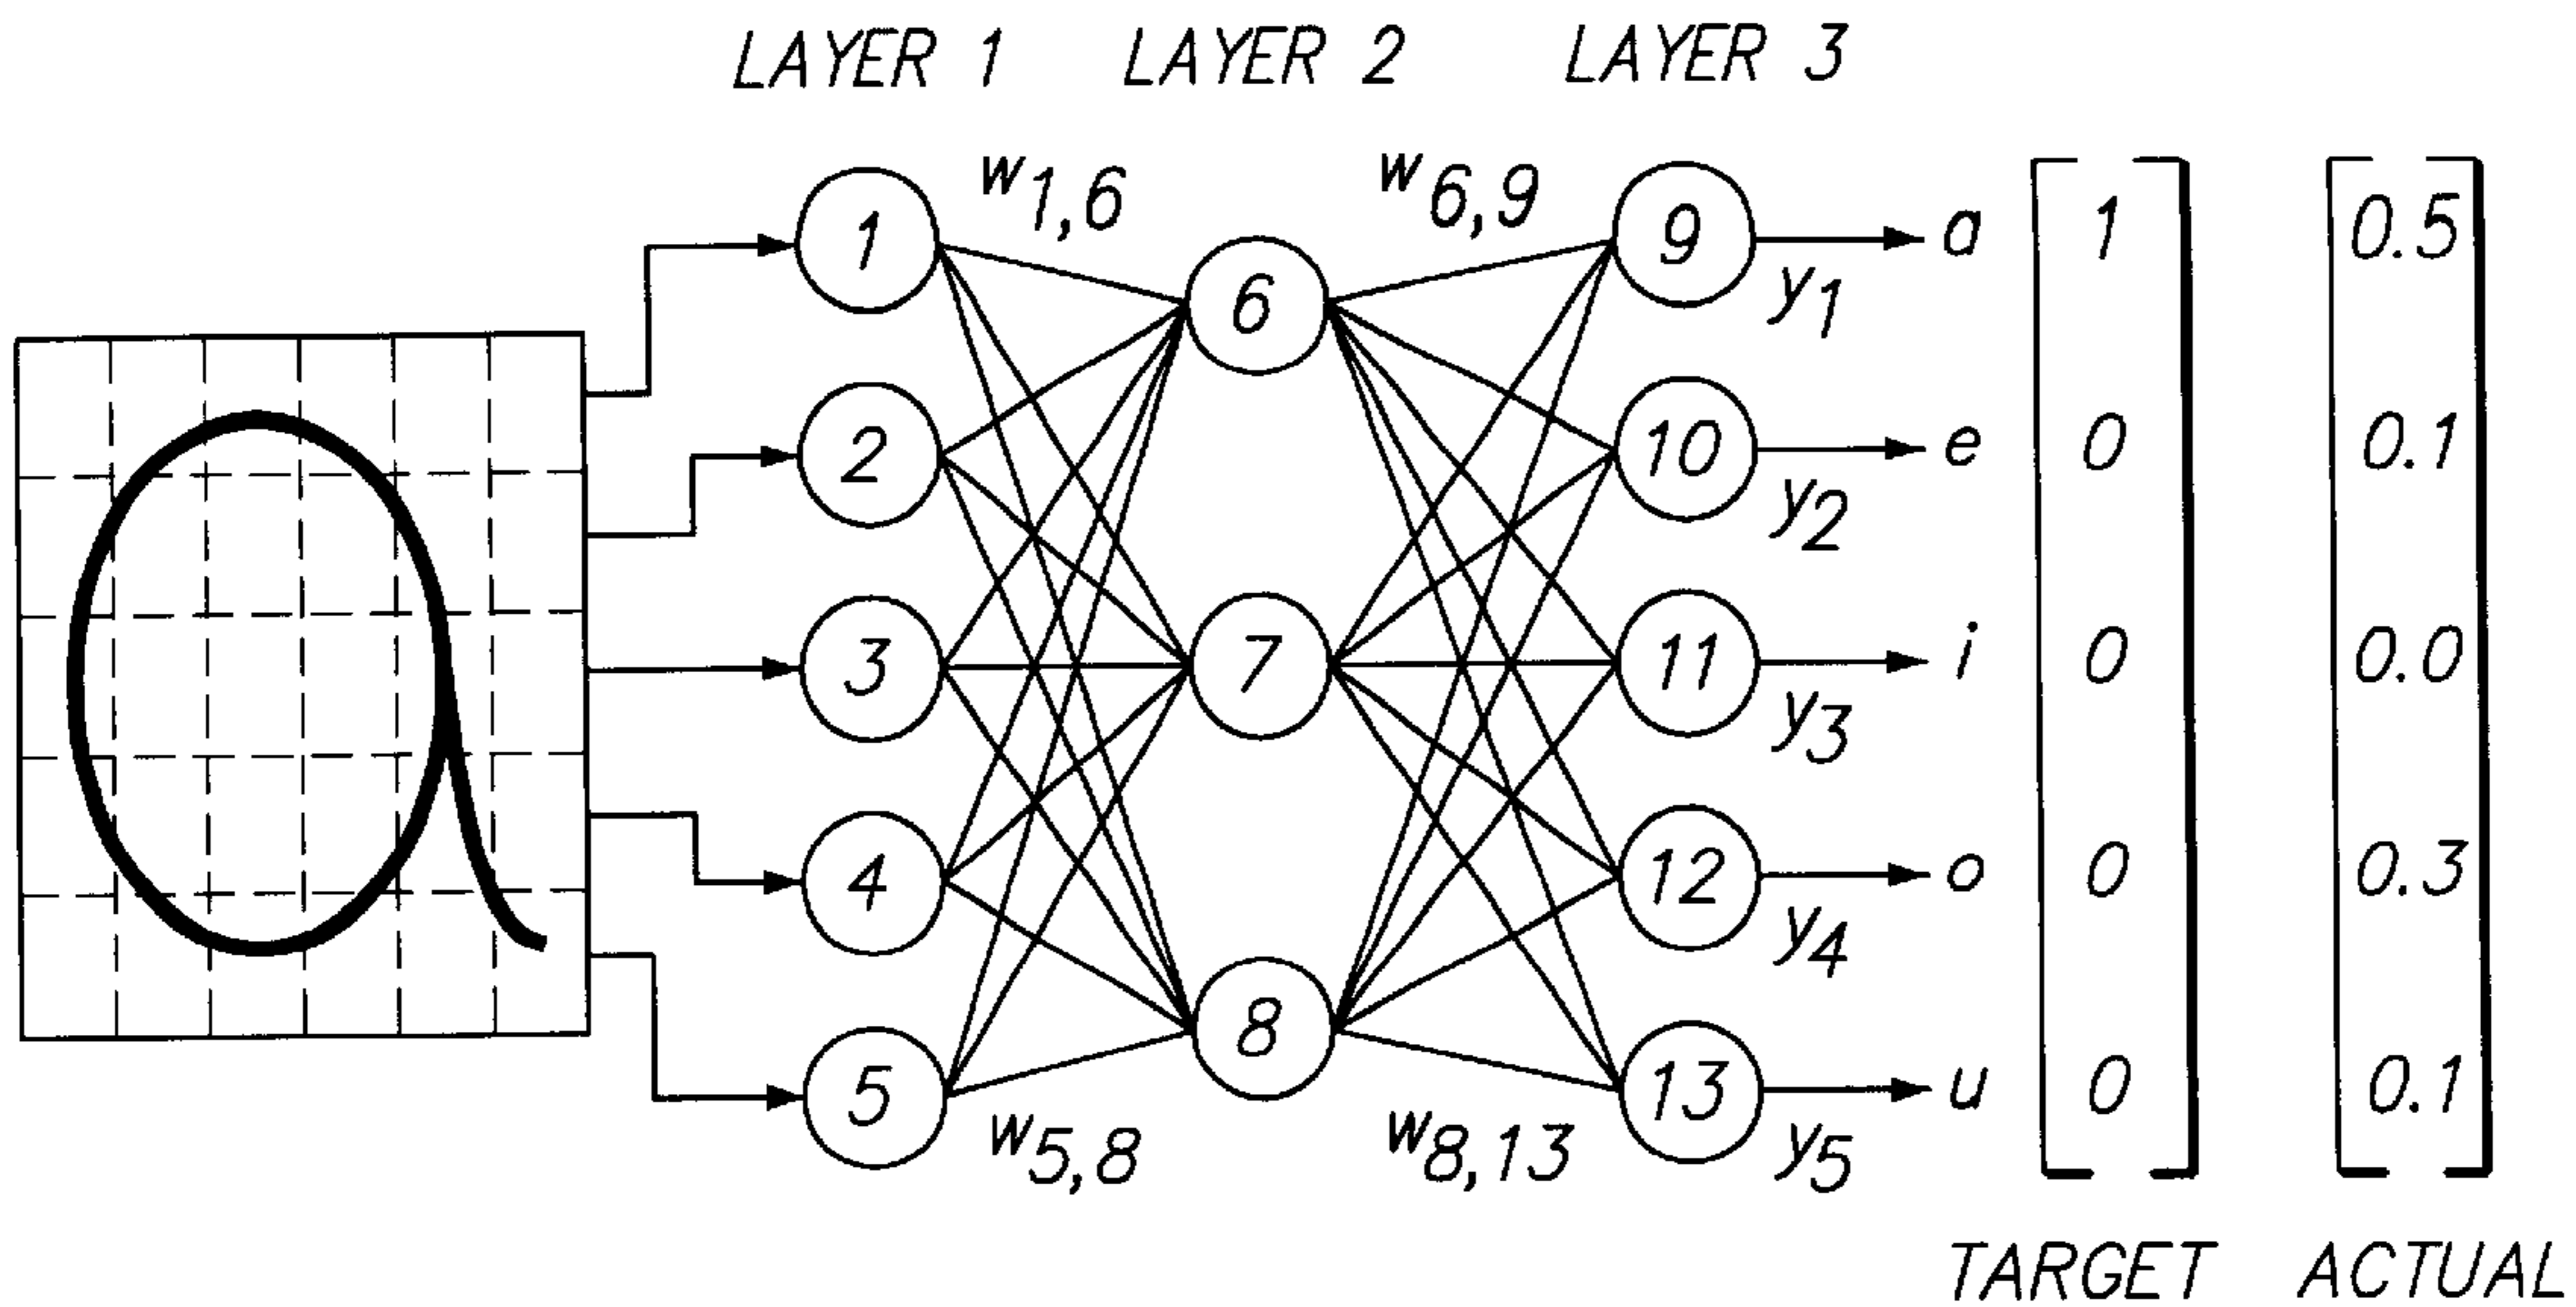 LAYER 1 LAYER 2 LAYER 3
w1,6 w6,9
1 6 9 y1 a 1 0.5
2 10 y2 e 0 0.1
3 7 11 y3 i 0 0.0
4 12 y4 o 0 0.3
5 8 13 y5 u 0 0.1
w5,8 w8,13
TARGET ACTUAL